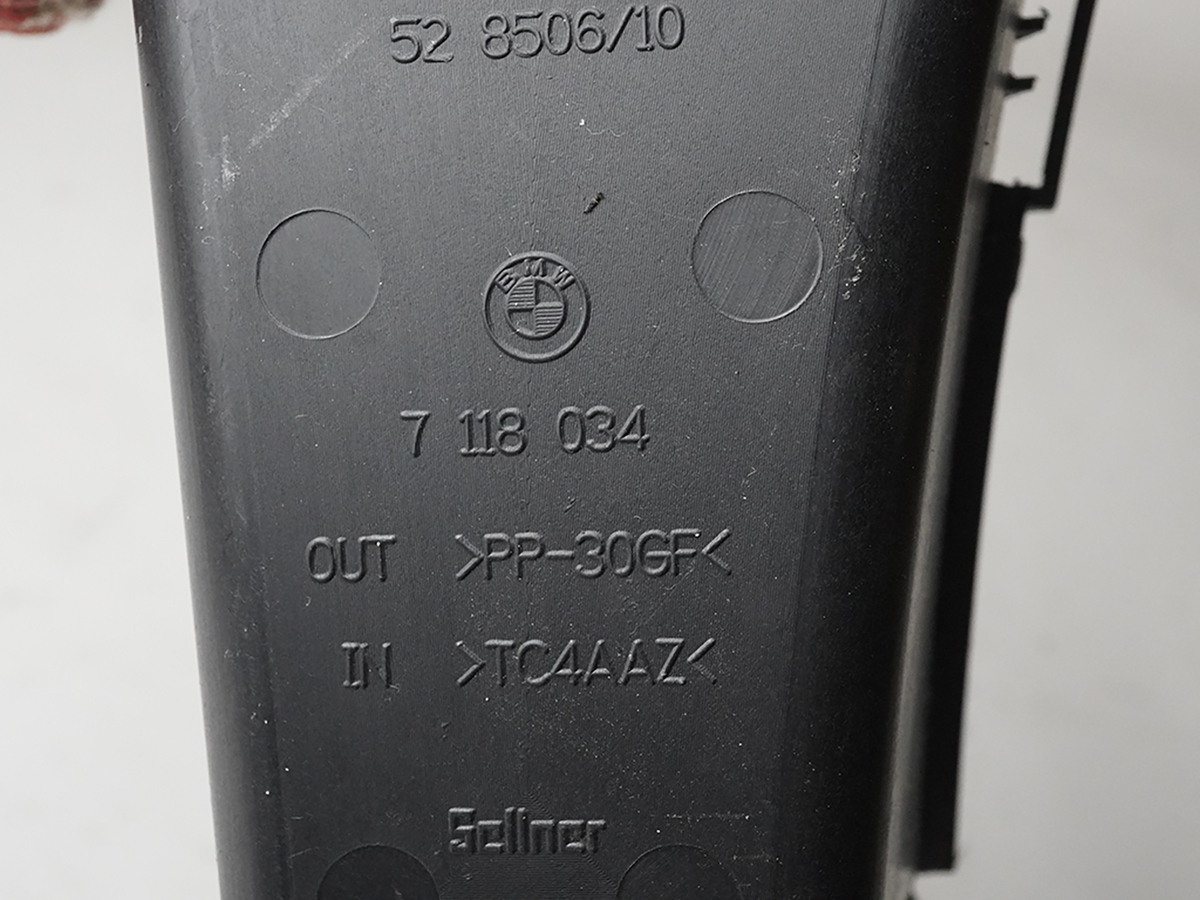 52 8506/10
BMW
7 118 034
OUT >PP-30GF<
IN >TC4AAZ<
Sellner